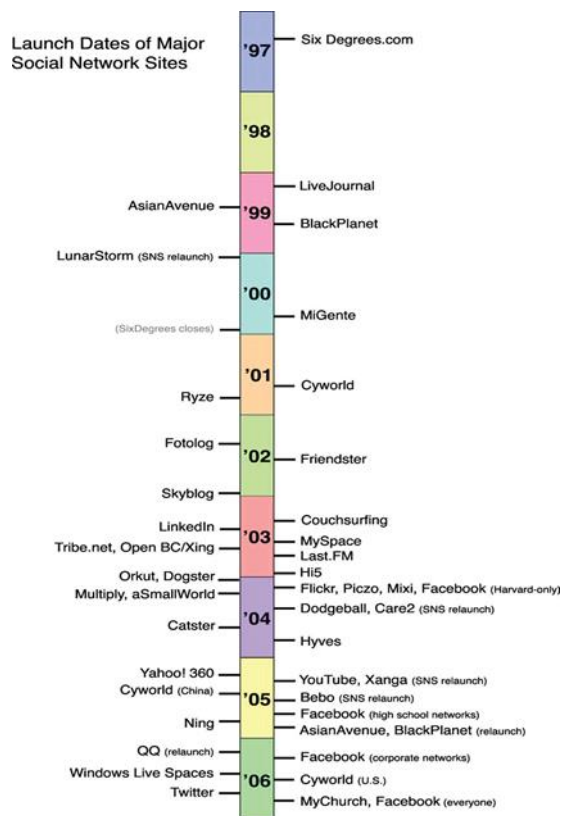 Launch Dates of Major
Social Network Sites
'97
Six Degrees.com
'98
'99
LiveJournal
AsianAvenue
BlackPlanet
LunarStorm (SNS relaunch)
'00
MiGente
(SixDegrees closes)
'01
Cyworld
Ryze
Fotolog
'02
Friendster
Skyblog
'03
Couchsurfing
LinkedIn
MySpace
Tribe.net, Open BC/Xing
Last.FM
Hi5
Orkut, Dogster
Flickr, Piczo, Mixi, Facebook (Harvard-only)
Multiply, aSmallWorld
Dodgeball, Care2 (SNS relaunch)
'04
Catster
Hyves
Yahoo! 360
YouTube, Xanga (SNS relaunch)
Cyworld (China)
'05
Bebo (SNS relaunch)
Facebook (high school networks)
Ning
AsianAvenue, BlackPlanet (relaunch)
QQ (relaunch)
Facebook (corporate networks)
Windows Live Spaces
'06
Cyworld (U.S.)
Twitter
MyChurch, Facebook (everyone)